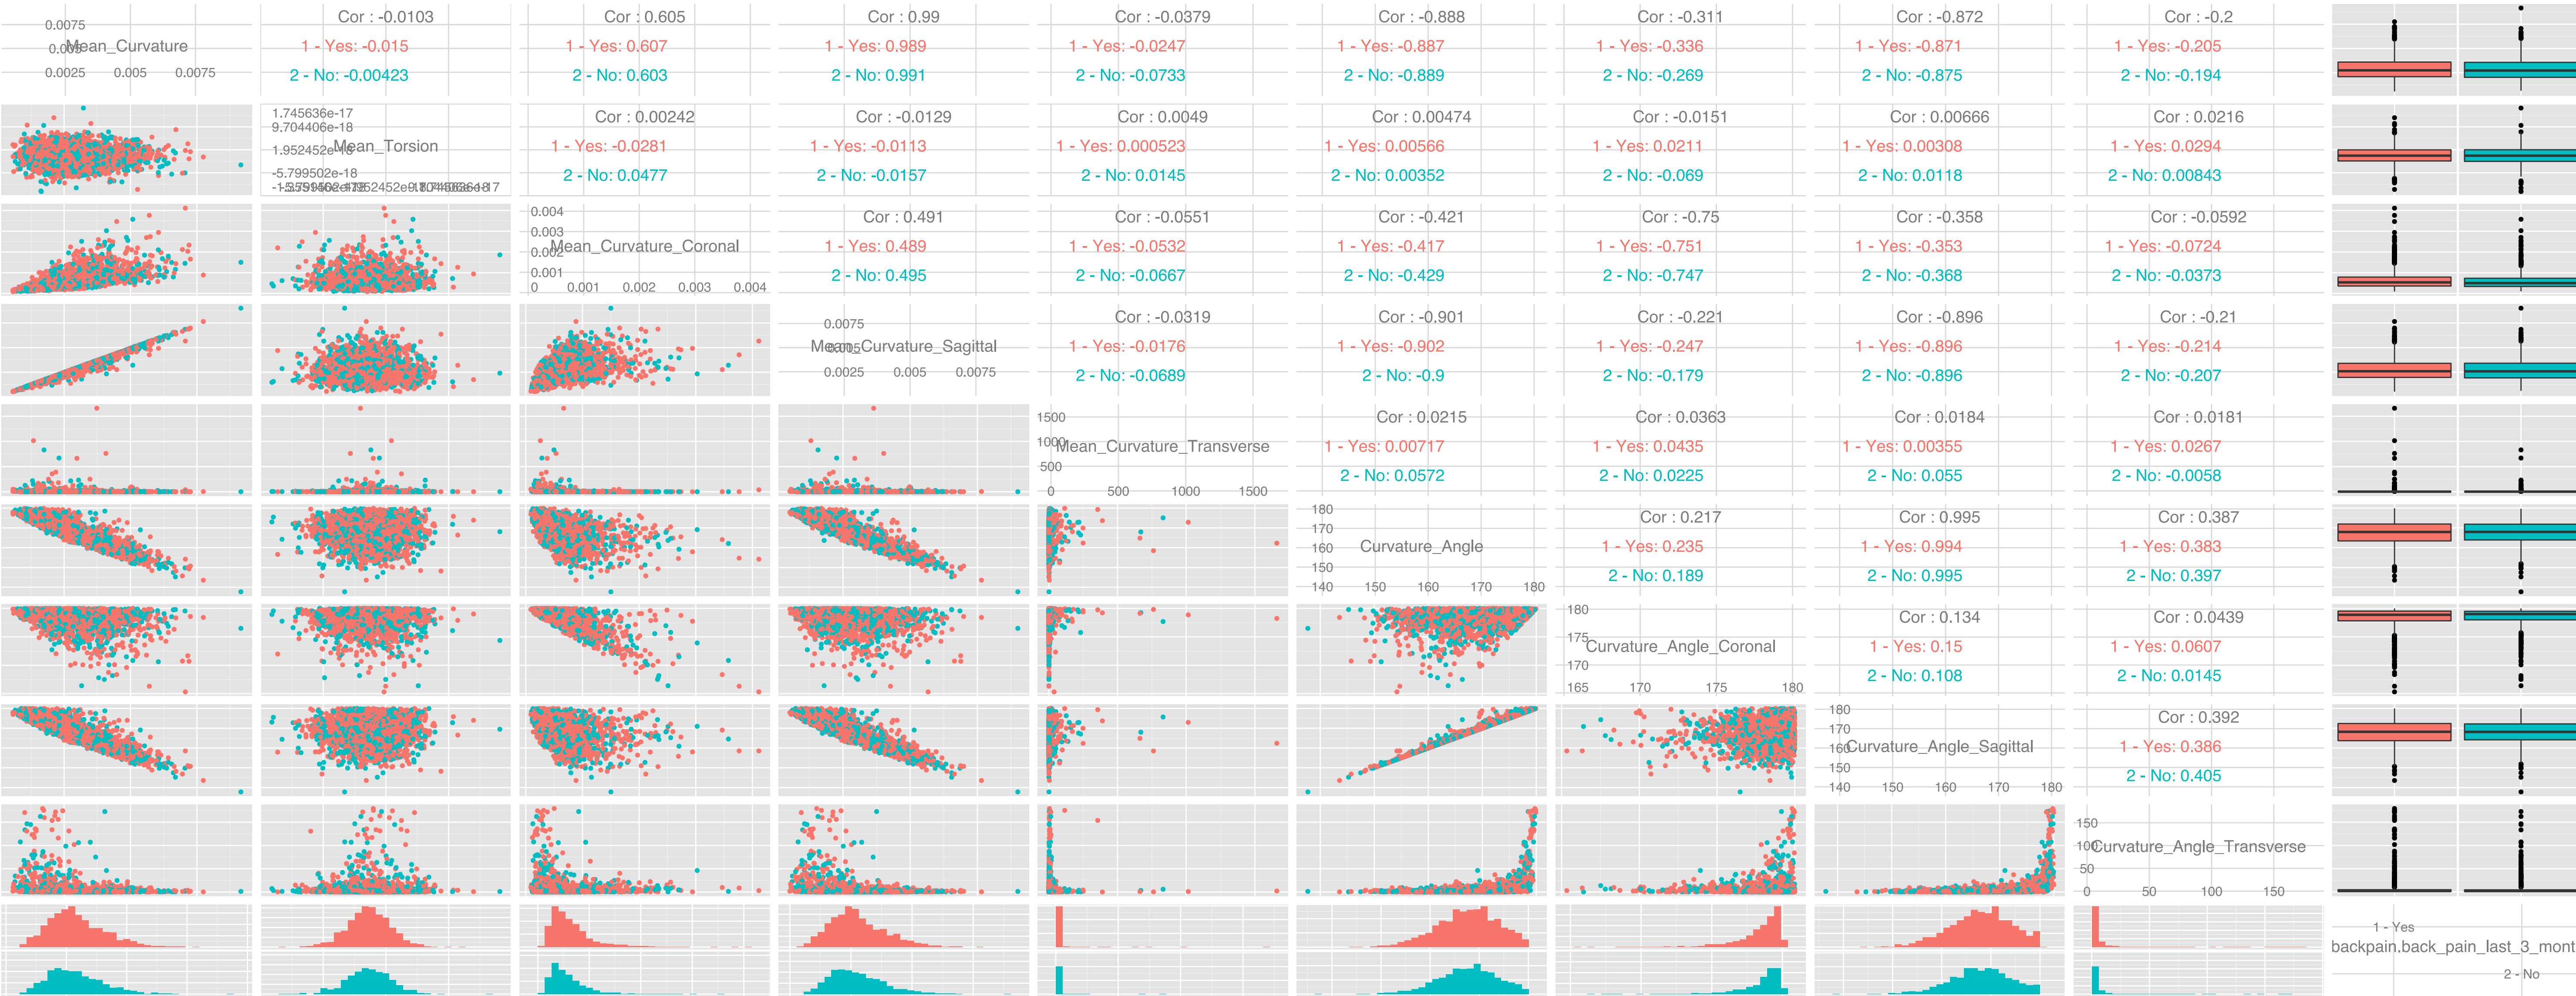 Cor : -0.0103
Cor : 0.605
Cor : 0.99
Cor : -0.0379
Cor : -0.888
Cor : -0.311
Cor : -0.872
Cor : -0.2
0.0075
0.005
Mean_Curvature
0.0025 0.005 0.0075
1 - Yes: -0.015
1 - Yes: 0.607
1 - Yes: 0.989
1 - Yes: -0.0247
1 - Yes: -0.887
1 - Yes: -0.336
1 - Yes: -0.871
1 - Yes: -0.205
2 - No: -0.00423
2 - No: 0.603
2 - No: 0.991
2 - No: -0.0733
2 - No: -0.889
2 - No: -0.269
2 - No: -0.875
2 - No: -0.194
1.745636e-17
9.704406e-18
1.952452e-18
Mean_Torsion
-5.799502e-18
Cor : 0.00242
Cor : -0.0129
Cor : 0.0049
Cor : 0.00474
Cor : -0.0151
Cor : 0.00666
Cor : 0.0216
1 - Yes: -0.0281
1 - Yes: -0.0113
1 - Yes: 0.000523
1 - Yes: 0.00566
1 - Yes: 0.0211
1 - Yes: 0.00308
1 - Yes: 0.0294
2 - No: 0.0477
2 - No: -0.0157
2 - No: 0.0145
2 - No: 0.00352
2 - No: -0.069
2 - No: 0.0118
2 - No: 0.00843
0.004
0.003
0.002
Mean_Curvature_Coronal
0.001
0 0.001 0.002 0.003 0.004
Cor : 0.491
Cor : -0.0551
Cor : -0.421
Cor : -0.75
Cor : -0.358
Cor : -0.0592
1 - Yes: 0.489
1 - Yes: -0.0532
1 - Yes: -0.417
1 - Yes: -0.751
1 - Yes: -0.353
1 - Yes: -0.0724
2 - No: 0.495
2 - No: -0.0667
2 - No: -0.429
2 - No: -0.747
2 - No: -0.368
2 - No: -0.0373
0.0075
0.005
Mean_Curvature_Sagittal
0.0025 0.005 0.0075
Cor : -0.0319
Cor : -0.901
Cor : -0.221
Cor : -0.896
Cor : -0.21
1 - Yes: -0.0176
1 - Yes: -0.902
1 - Yes: -0.247
1 - Yes: -0.896
1 - Yes: -0.214
2 - No: -0.0689
2 - No: -0.9
2 - No: -0.179
2 - No: -0.896
2 - No: -0.207
1500
1000
Mean_Curvature_Transverse
500
0 500 1000 1500
Cor : 0.0215
Cor : 0.0363
Cor : 0.0184
Cor : 0.0181
1 - Yes: 0.00717
1 - Yes: 0.0435
1 - Yes: 0.00355
1 - Yes: 0.0267
2 - No: 0.0572
2 - No: 0.0225
2 - No: 0.055
2 - No: -0.0058
180
170
160
Curvature_Angle
150
140
140 150 160 170 180
Cor : 0.217
Cor : 0.995
Cor : 0.387
1 - Yes: 0.235
1 - Yes: 0.994
1 - Yes: 0.383
2 - No: 0.189
2 - No: 0.995
2 - No: 0.397
180
175
Curvature_Angle_Coronal
170
165 170 175 180
Cor : 0.134
Cor : 0.0439
1 - Yes: 0.15
1 - Yes: 0.0607
2 - No: 0.108
2 - No: 0.0145
180
170
160
Curvature_Angle_Sagittal
150
140 150 160 170 180
Cor : 0.392
1 - Yes: 0.386
2 - No: 0.405
150
100
Curvature_Angle_Transverse
50
0 50 100 150
1 - Yes
backpain.back_pain_last_3_mont
2 - No